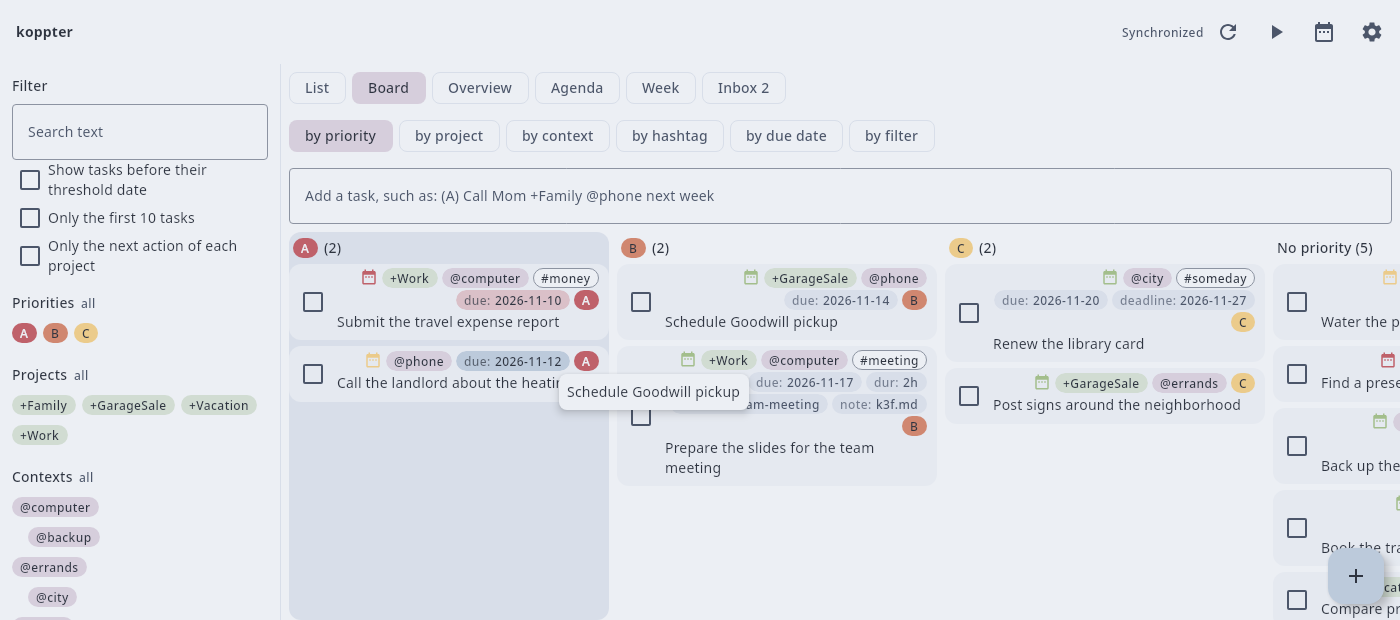 koppter
Synchronized
Filter
Search text
Show tasks before their
threshold date
Only the first 10 tasks
Only the next action of each
project
Priorities all
A B C
Projects all
+Family +GarageSale +Vacation
+Work
Contexts all
@computer
@backup
@errands
@city
List Board Overview Agenda Week Inbox 2
by priority by project by context by hashtag by due date by filter
Add a task, such as: (A) Call Mom +Family @phone next week
A (2)
+Work @computer #money
due: 2026-11-10 A
Submit the travel expense report
@phone due: 2026-11-12 A
Call the landlord about the
Schedule Goodwill pickup
B (2)
+GarageSale @phone
due: 2026-11-14 B
Schedule Goodwill pickup
+Work @computer #meeting
due: 2026-11-17 dur: 2h
am-meeting note: k3f.md
B
Prepare the slides for the team
meeting
C (2)
@city #someday
due: 2026-11-20 deadline: 2026-11-27
C
Renew the library card
+GarageSale @errands C
Post signs around the neighborhood
No priority (5)
Water the
Find a
Back up the
Book the
Compare
+